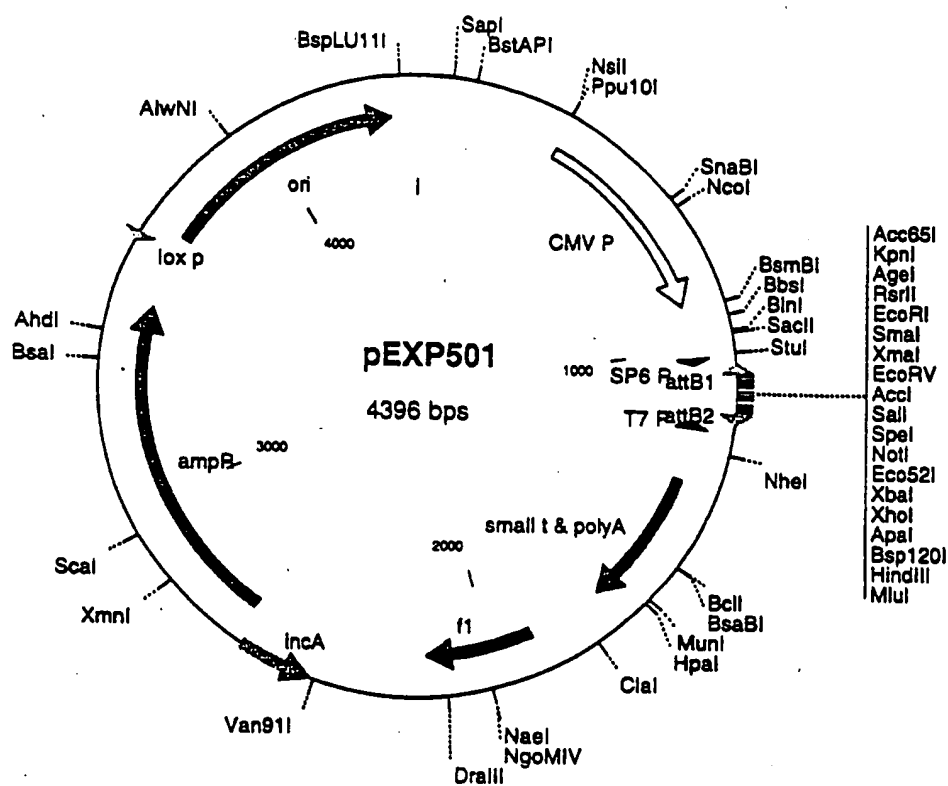 BspLU11I
SapI
BstAPI
NsiI
Ppu10I
AlwNI
SnaBI
NcoI
ori
4000
lox p
CMV P
BsmBI
BbsI
BlnI
SacII
StuI
AhdI
BsaI
pEXP501
4396 bps
1000
SP6 P
attB1
T7 P
attB2
Acc65I
KpnI
AgeI
RsrII
EcoRI
SmaI
XmaI
EcoRV
AccI
SalI
SpeI
NotI
Eco52I
XbaI
XhoI
ApaI
Bsp120I
HindIII
MluI
NheI
ampR
3000
small t & polyA
2000
ScaI
XmnI
BclI
BsaBI
MunI
HpaI
ClaI
f1
incA
Van91I
NaeI
NgoMIV
DraIII